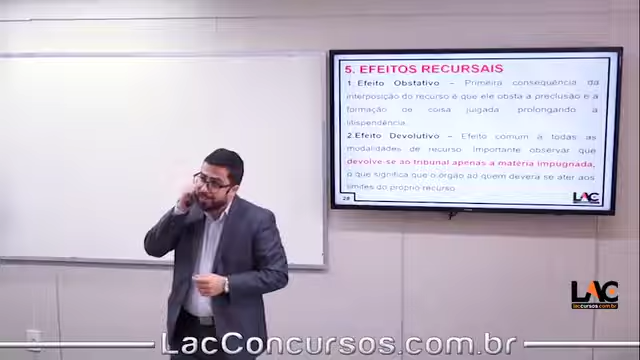 5. EFEITOS RECURSAIS
1. Efeito Obstativo – Primeira consequência da
interposição do recurso é que ele obsta a preclusão e a
formação de coisa julgada prolongando a
litispendência.
2.Efeito Devolutivo – Efeito comum a todas as
modalidades de recurso. Importante observar que
devolve-se ao tribunal apenas a matéria impugnada,
o que significa que o órgão ad quem deverá se ater aos
limites do próprio recurso.
28
LAC
LAC
lacconcursos.com.br
LacConcursos.com.br